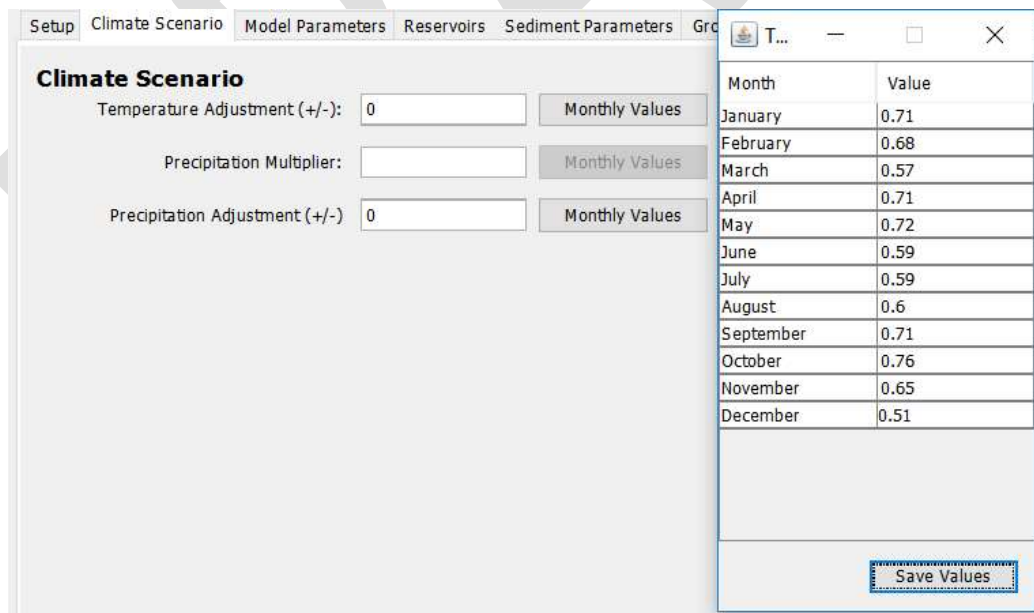 Setup Climate Scenario Model Parameters Reservoirs Sediment Parameters Grc
Climate Scenario
Temperature Adjustment (+/-): 0 Monthly Values
Precipitation Multiplier: Monthly Values
Precipitation Adjustment (+/-) 0 Monthly Values
T...
Month Value
January 0.71
February 0.68
March 0.57
April 0.71
May 0.72
June 0.59
July 0.59
August 0.6
September 0.71
October 0.76
November 0.65
December 0.51
Save Values